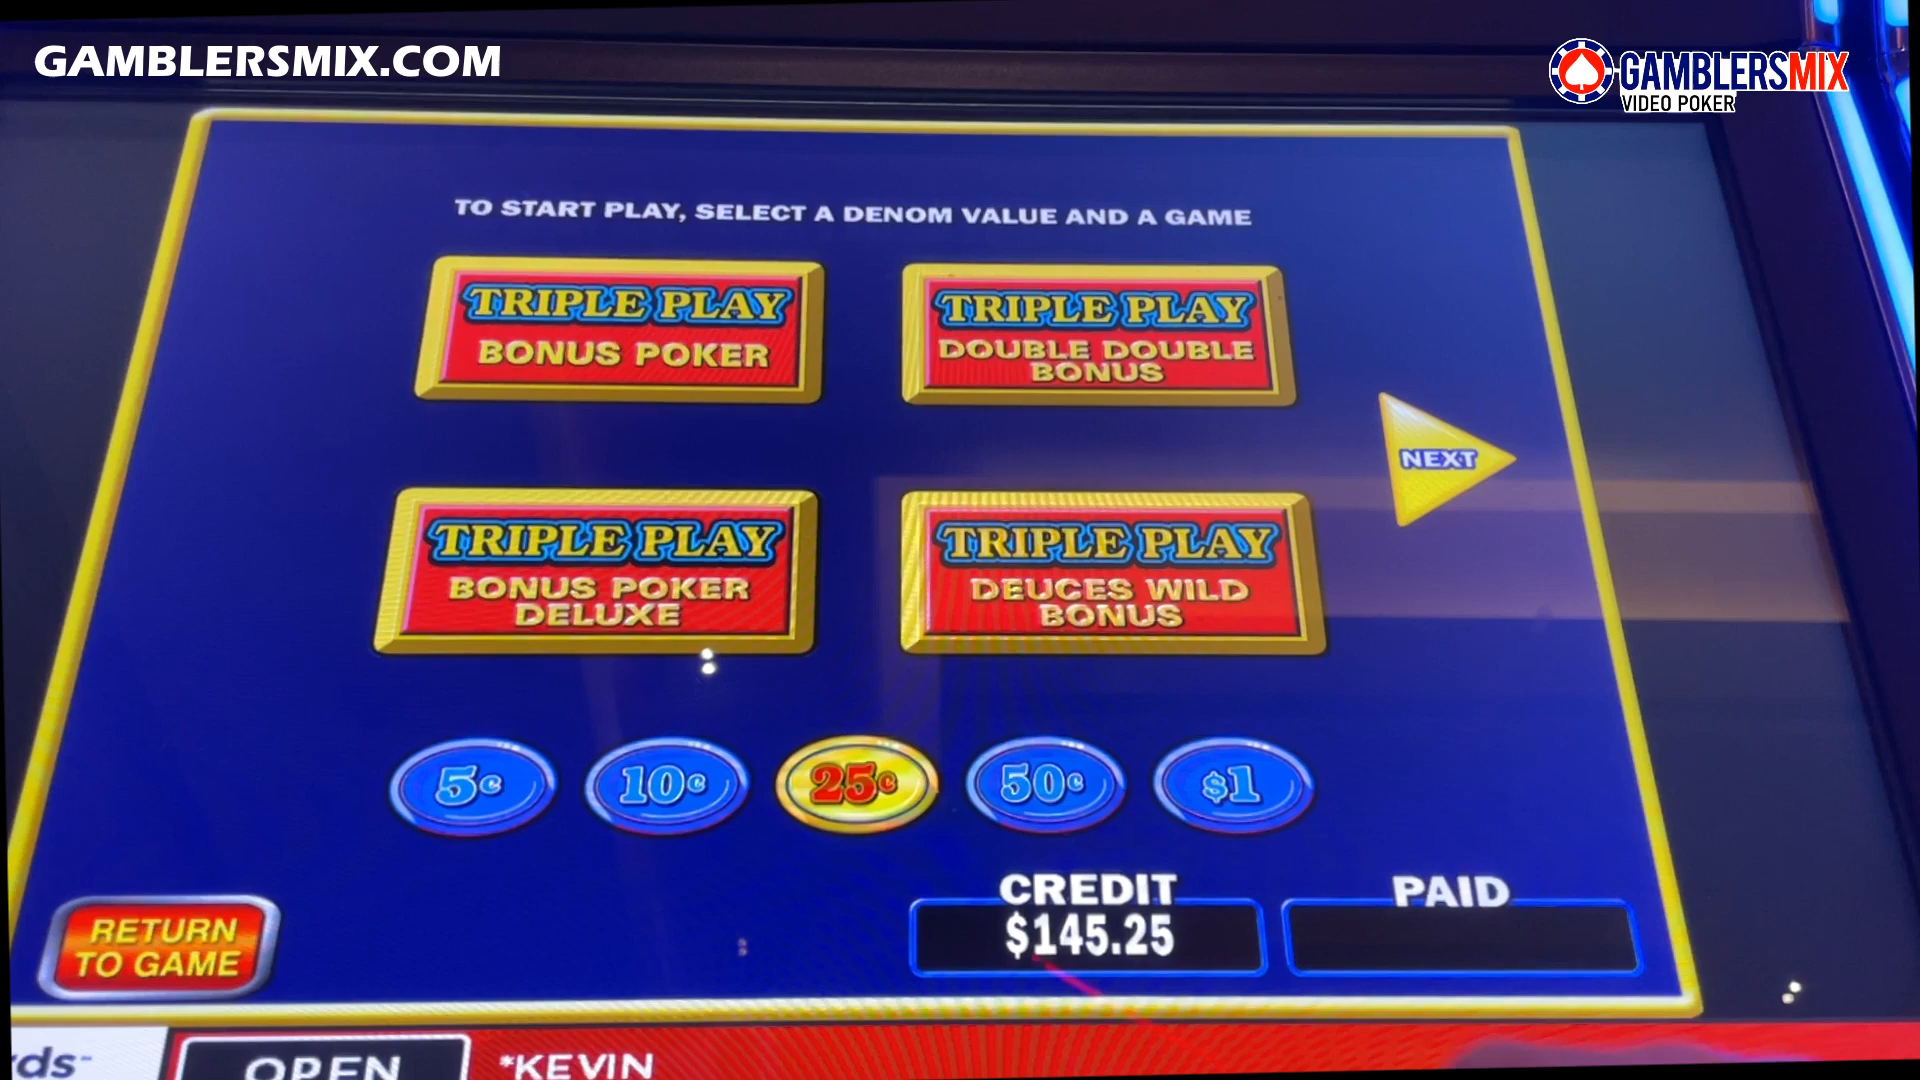 GAMBLERSMIX.COM
GAMBLERSMIX
VIDEO POKER
TO START PLAY, SELECT A DENOM VALUE AND A GAME
TRIPLE PLAY
BONUS POKER
TRIPLE PLAY
DOUBLE DOUBLE
BONUS
NEXT
TRIPLE PLAY
BONUS POKER
DELUXE
TRIPLE PLAY
DEUCES WILD
BONUS
5¢
10¢
25¢
50¢
$1
CREDIT
$145.25
PAID
RETURN
TO GAME
ds
OPEN
*KEVIN